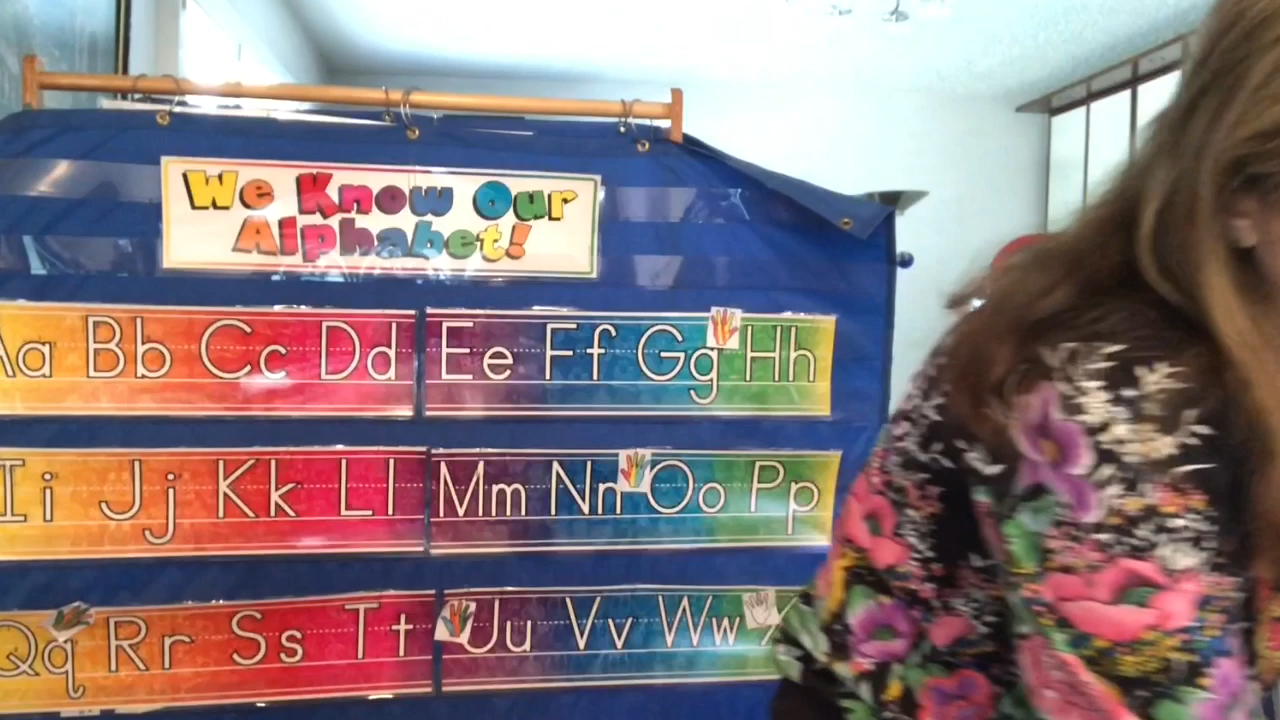 We Know Our
Alphabet!
Aa Bb Cc Dd Ee Ff Gg Hh
Ii Jj Kk Ll Mm Nn Oo Pp
Qq Rr Ss Tt Uu Vv Ww